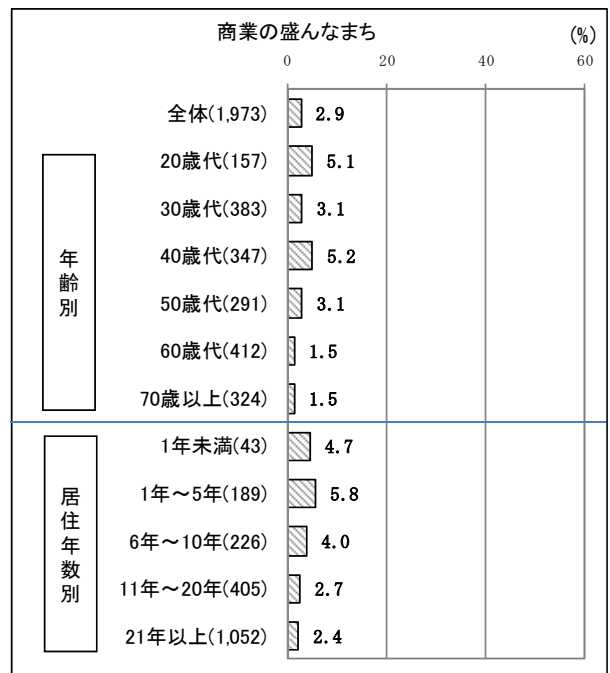 商業の盛んなまち
(%)
0 20 40 60
全体(1,973) 2.9
20歳代(157) 5.1
30歳代(383) 3.1
40歳代(347) 5.2
50歳代(291) 3.1
60歳代(412) 1.5
70歳以上(324) 1.5
年齢別
1年未満(43) 4.7
1年～5年(189) 5.8
6年～10年(226) 4.0
11年～20年(405) 2.7
21年以上(1,052) 2.4
居住年数別